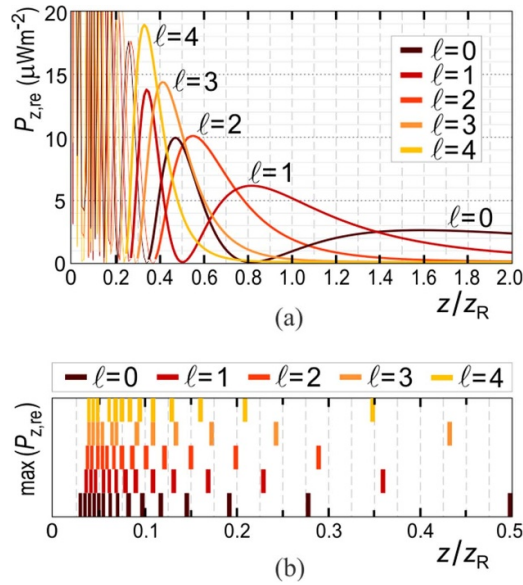 20
15
10
5
0
P_z,re (μWm⁻²)
ℓ=4
ℓ=3
ℓ=2
ℓ=1
ℓ=0
ℓ=0
ℓ=1
ℓ=2
ℓ=3
ℓ=4
0 0.2 0.4 0.6 0.8 1.0 1.2 1.4 1.6 1.8 2.0
z/z_R
(a)
ℓ=0 ℓ=1 ℓ=2 ℓ=3 ℓ=4
max (P_z,re)
0 0.1 0.2 0.3 0.4 0.5
z/z_R
(b)